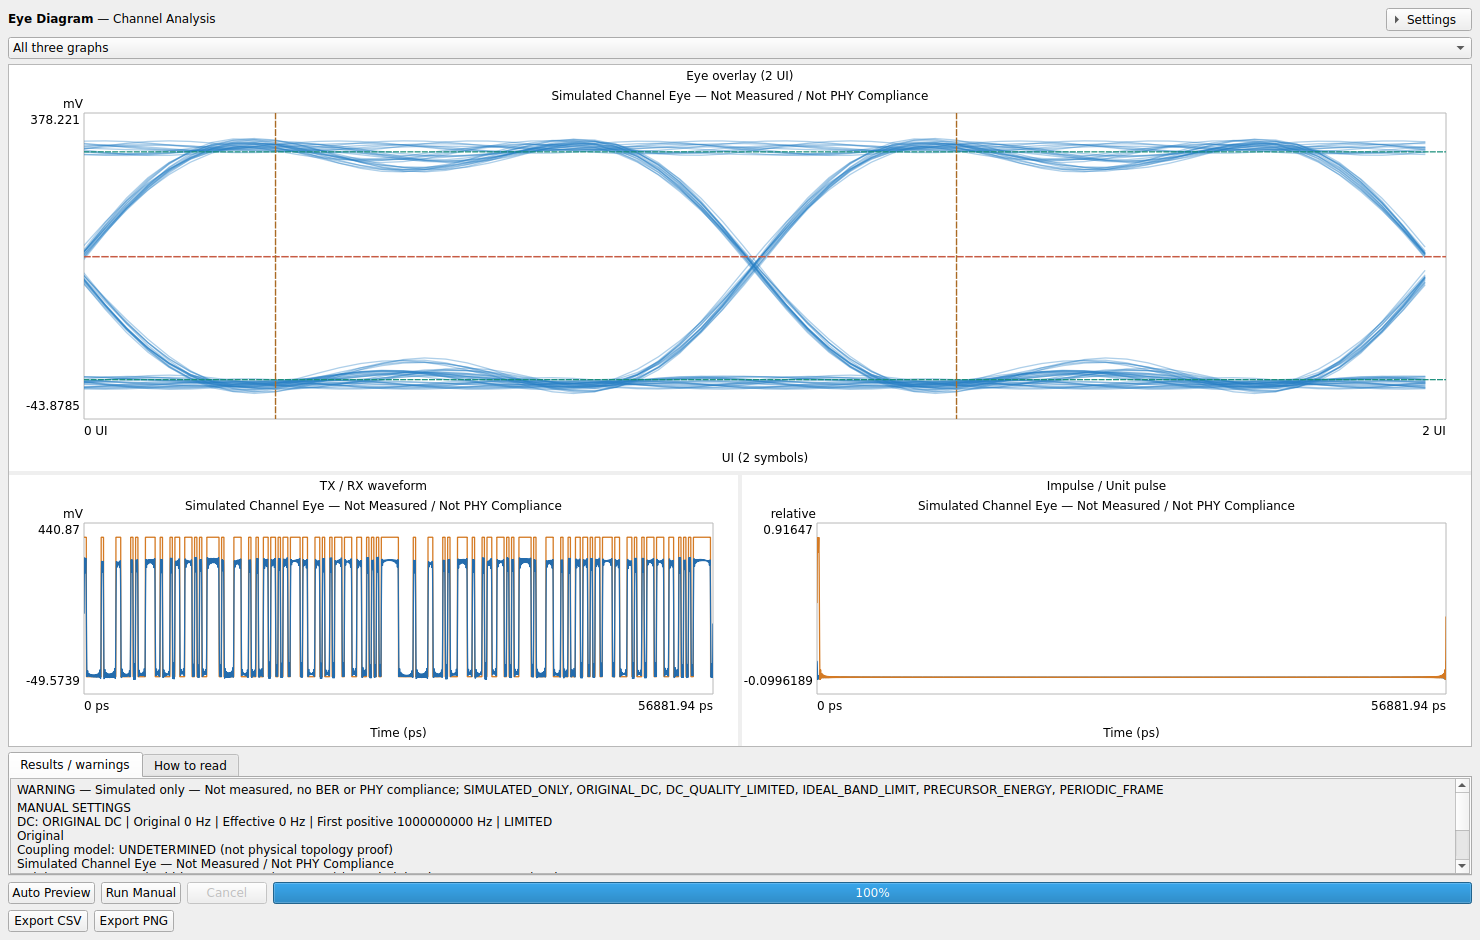 Eye Diagram — Channel Analysis
Settings
All three graphs
Eye overlay (2 UI)
Simulated Channel Eye — Not Measured / Not PHY Compliance
mV
378.221
-43.8785
0 UI
2 UI
UI (2 symbols)
TX / RX waveform
Simulated Channel Eye — Not Measured / Not PHY Compliance
mV
440.87
-49.5739
0 ps
56881.94 ps
Time (ps)
Impulse / Unit pulse
Simulated Channel Eye — Not Measured / Not PHY Compliance
relative
0.91647
-0.0996189
0 ps
56881.94 ps
Time (ps)
Results / warnings
How to read
WARNING — Simulated only — Not measured, no BER or PHY compliance; SIMULATED_ONLY, ORIGINAL_DC, DC_QUALITY_LIMITED, IDEAL_BAND_LIMIT, PRECURSOR_ENERGY, PERIODIC_FRAME
MANUAL SETTINGS
DC: ORIGINAL DC | Original 0 Hz | Effective 0 Hz | First positive 1000000000 Hz | LIMITED
Original
Coupling model: UNDETERMINED (not physical topology proof)
Simulated Channel Eye — Not Measured / Not PHY Compliance
Auto Preview
Run Manual
Cancel
100%
Export CSV
Export PNG